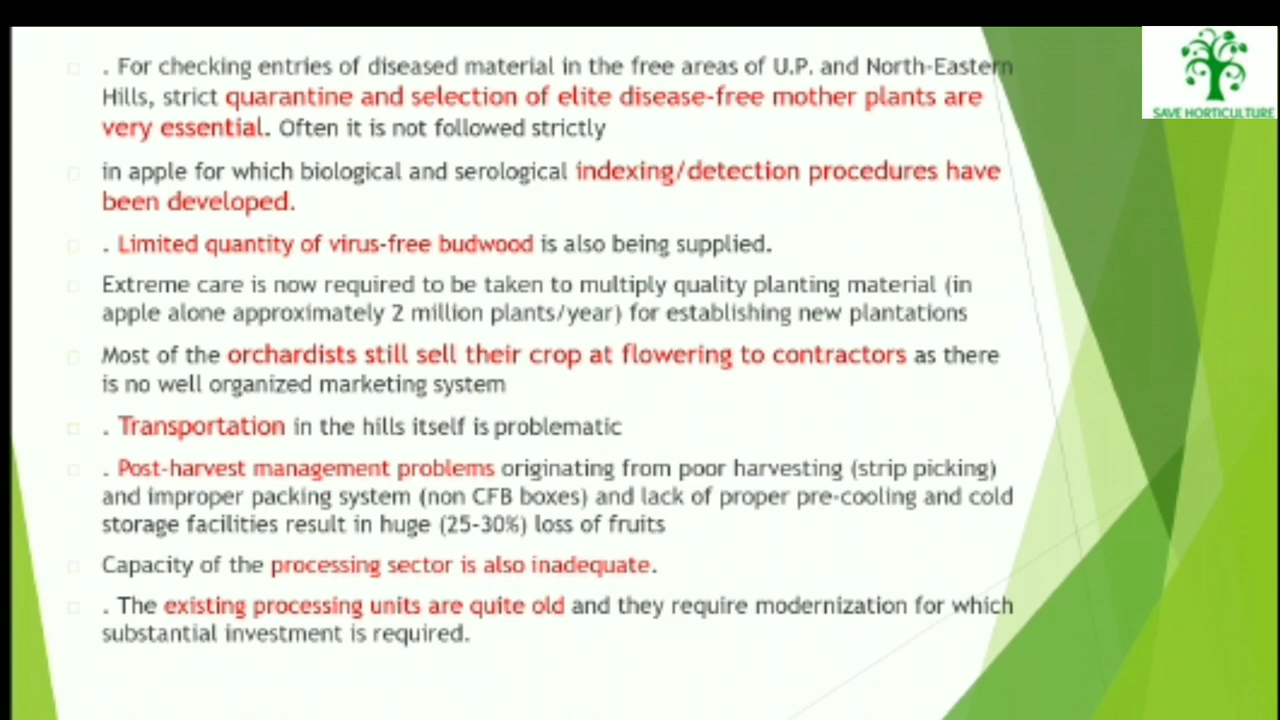 . For checking entries of diseased material in the free areas of U.P. and North-Eastern
Hills, strict quarantine and selection of elite disease-free mother plants are
very essential. Often it is not followed strictly
in apple for which biological and serological indexing/detection procedures have
been developed.
. Limited quantity of virus-free budwood is also being supplied.
Extreme care is now required to be taken to multiply quality planting material (in
apple alone approximately 2 million plants/year) for establishing new plantations
Most of the orchardists still sell their crop at flowering to contractors as there
is no well organized marketing system
. Transportation in the hills itself is problematic
. Post-harvest management problems originating from poor harvesting (strip picking)
and improper packing system (non CFB boxes) and lack of proper pre-cooling and cold
storage facilities result in huge (25-30%) loss of fruits
Capacity of the processing sector is also inadequate.
. The existing processing units are quite old and they require modernization for which
substantial investment is required.
SAVE HORTICULTURE